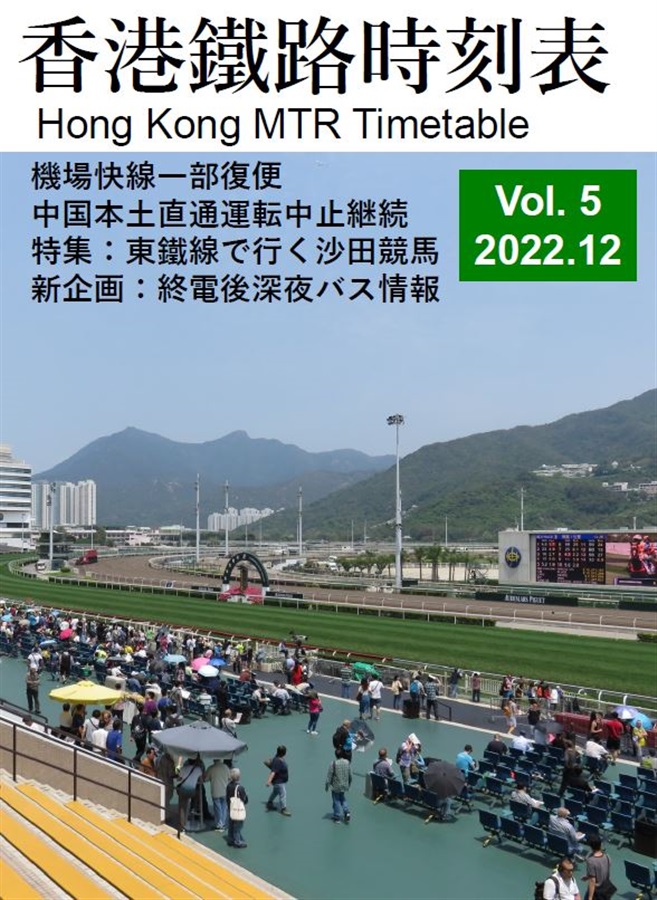 香港鐵路時刻表
Hong Kong MTR Timetable
機場快線一部復便
中国本土直通運転中止継続
特集：東鐵線で行く沙田競馬
新企画：終電後深夜バス情報
Vol. 5
2022.12
AUDEMARS PIGUET